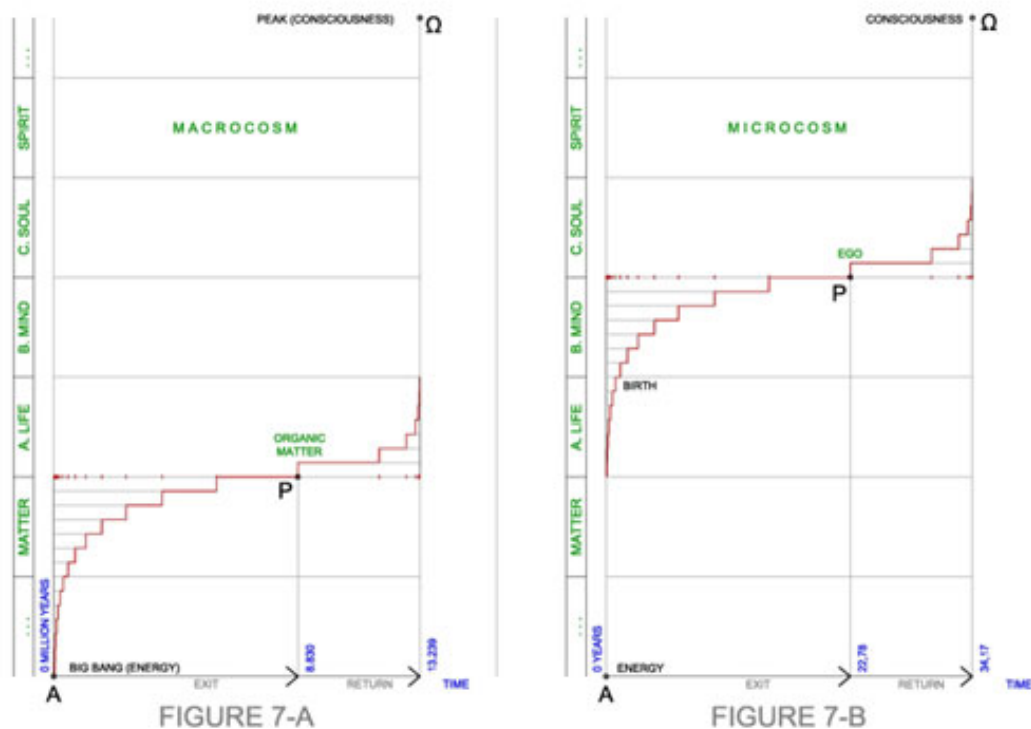 PEAK (CONSCIOUSNESS)
Ω
. . .
SPIRIT
C. SOUL
B. MIND
A. LIFE
MATTER
. . .
MACROCOSM
ORGANIC
MATTER
P
0 MILLION YEARS
BIG BANG (ENERGY)
8.830
13.239
A
EXIT
RETURN
TIME
FIGURE 7-A
CONSCIOUSNESS
Ω
. . .
SPIRIT
C. SOUL
B. MIND
A. LIFE
MATTER
. . .
MICROCOSM
EGO
P
BIRTH
0 YEARS
ENERGY
22,78
34,17
A
EXIT
RETURN
TIME
FIGURE 7-B